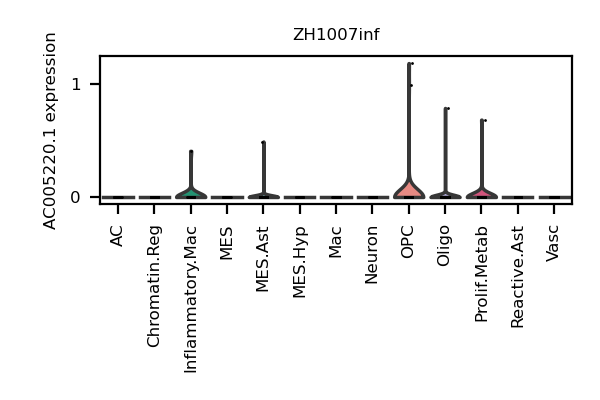 ZH1007inf
AC005220.1 expression
1
0
AC
Chromatin.Reg
Inflammatory.Mac
MES
MES.Ast
MES.Hyp
Mac
Neuron
OPC
Oligo
Prolif.Metab
Reactive.Ast
Vasc